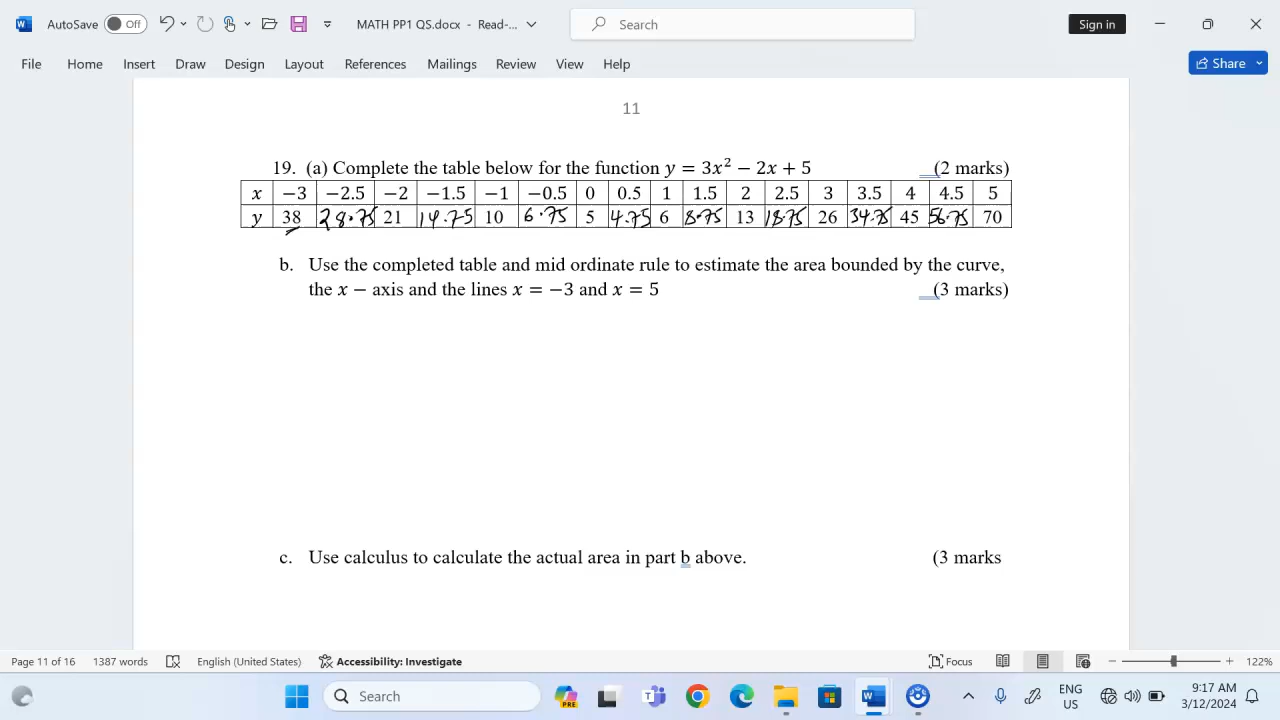 AutoSave Off MATH PP1 QS.docx - Read-... Search Sign in
File Home Insert Draw Design Layout References Mailings Review View Help Share
11
19. (a) Complete the table below for the function y = 3x² − 2x + 5 (2 marks)
x −3 −2.5 −2 −1.5 −1 −0.5 0 0.5 1 1.5 2 2.5 3 3.5 4 4.5 5
y 38 28.75 21 14.75 10 6.75 5 4.75 6 8.75 13 18.75 26 34.75 45 56.75 70
b. Use the completed table and mid ordinate rule to estimate the area bounded by the curve,
the x − axis and the lines x = −3 and x = 5 (3 marks)
c. Use calculus to calculate the actual area in part b above. (3 marks
Page 11 of 16 1387 words English (United States) Accessibility: Investigate Focus 122%
Search PRE ENG US 9:17 AM 3/12/2024